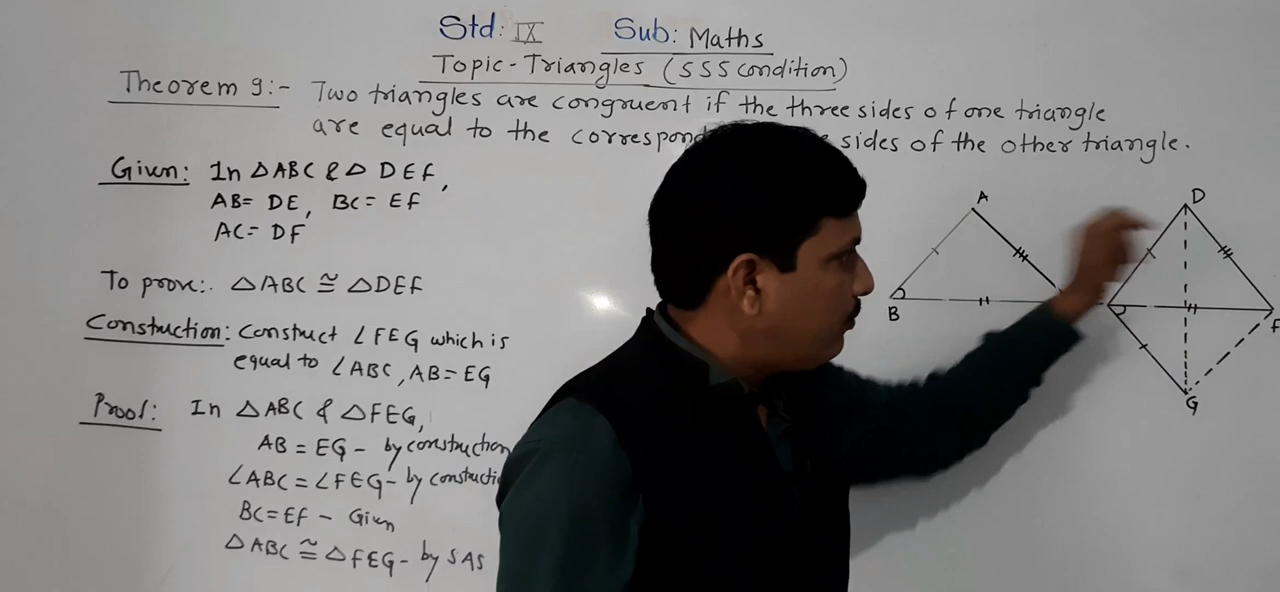 Std: IX Sub: Maths
Topic - Triangles (SSS condition)
Theorem 9:- Two triangles are congruent if the three sides of one triangle
are equal to the correspond sides of the other triangle.
Given: In △ABC & △ DEF,
AB = DE, BC = EF
AC = DF
To prove:. △ABC ≅ △DEF
Constuction: Construct ∠FEG which is
equal to ∠ABC, AB = EG
Proof: In △ABC & △FEG,
AB = EG - by construction
∠ABC = ∠FEG - by constuctio
BC = EF - Given
△ABC ≅ △FEG - by SAS
A
B
D
F
G